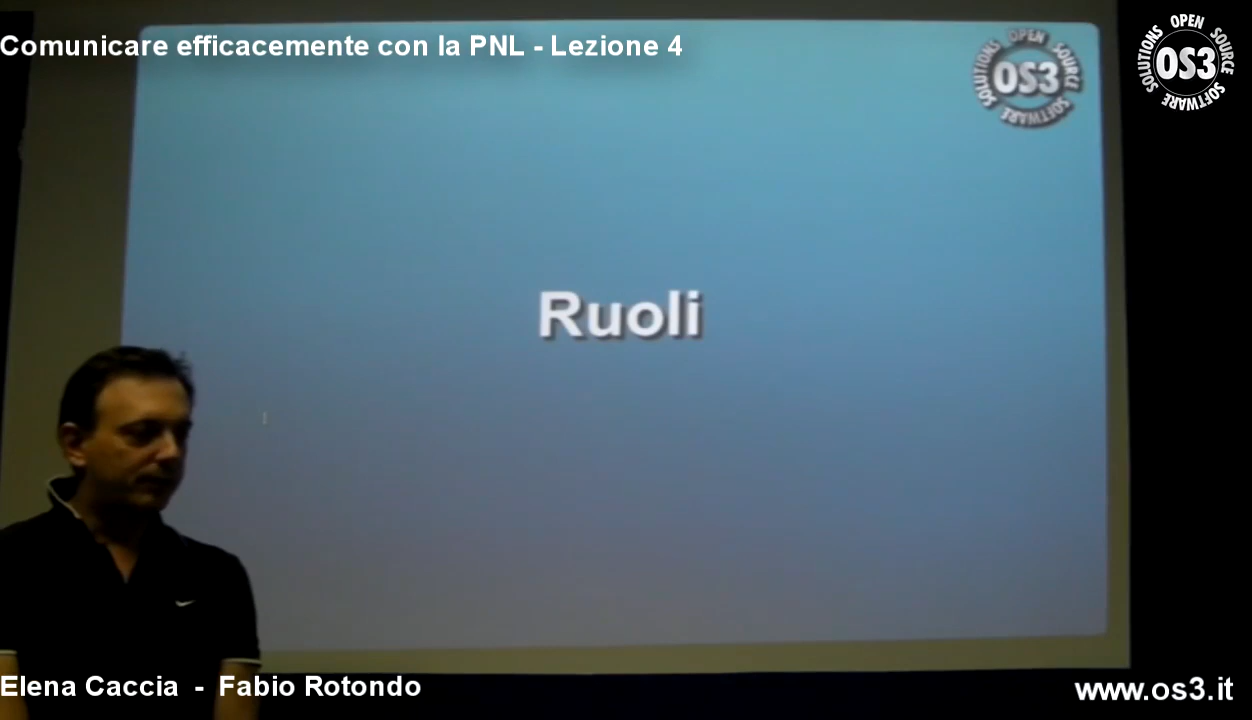 Comunicare efficacemente con la PNL - Lezione 4
OPEN SOURCE SOFTWARE SOLUTIONS
OS3
OPEN SOURCE SOFTWARE SOLUTIONS
OS3
Ruoli
Elena Caccia - Fabio Rotondo
www.os3.it